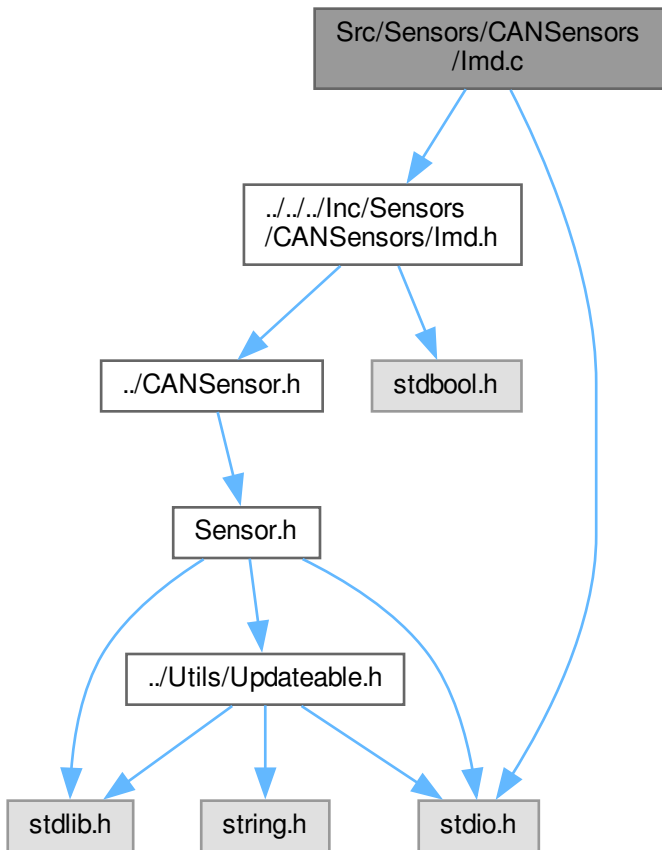 Src/Sensors/CANSensors
/Imd.c
../../../Inc/Sensors
/CANSensors/Imd.h
../CANSensor.h
stdbool.h
Sensor.h
../Utils/Updateable.h
stdlib.h
string.h
stdio.h